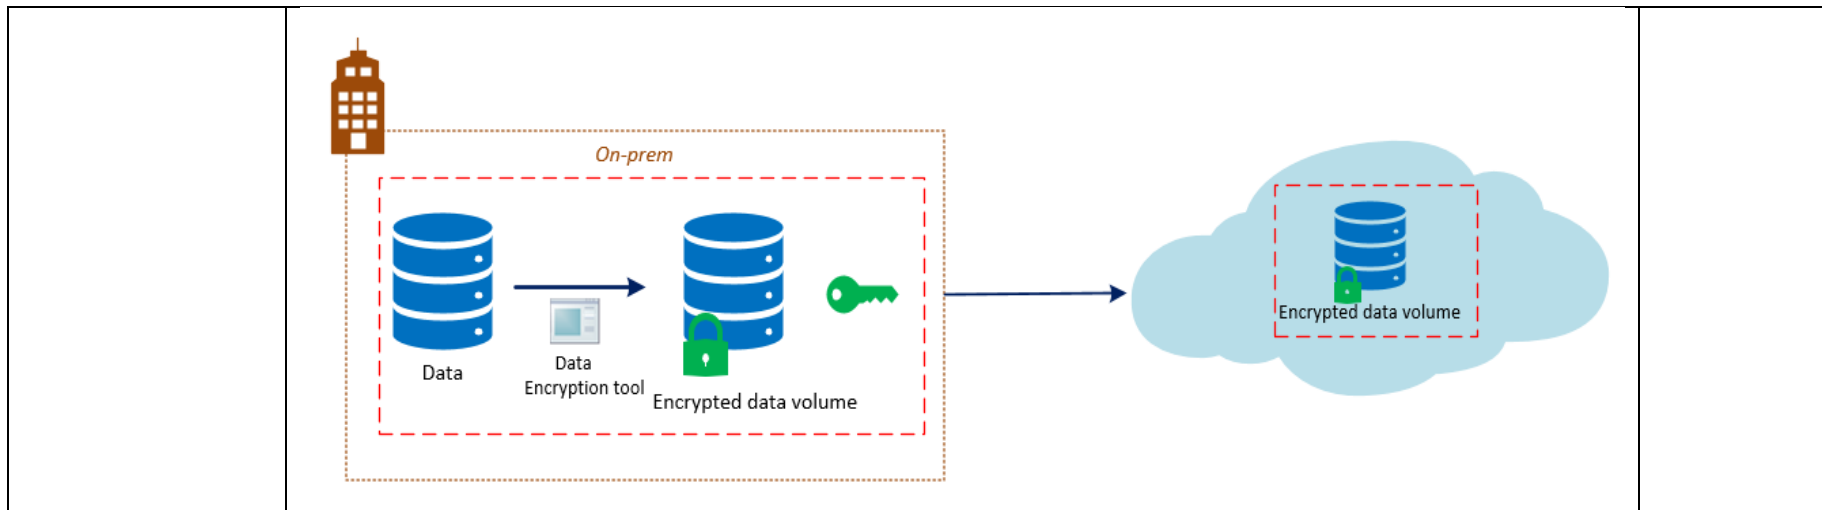 On-prem
Data
Data
Encryption tool
Encrypted data volume
Encrypted data volume